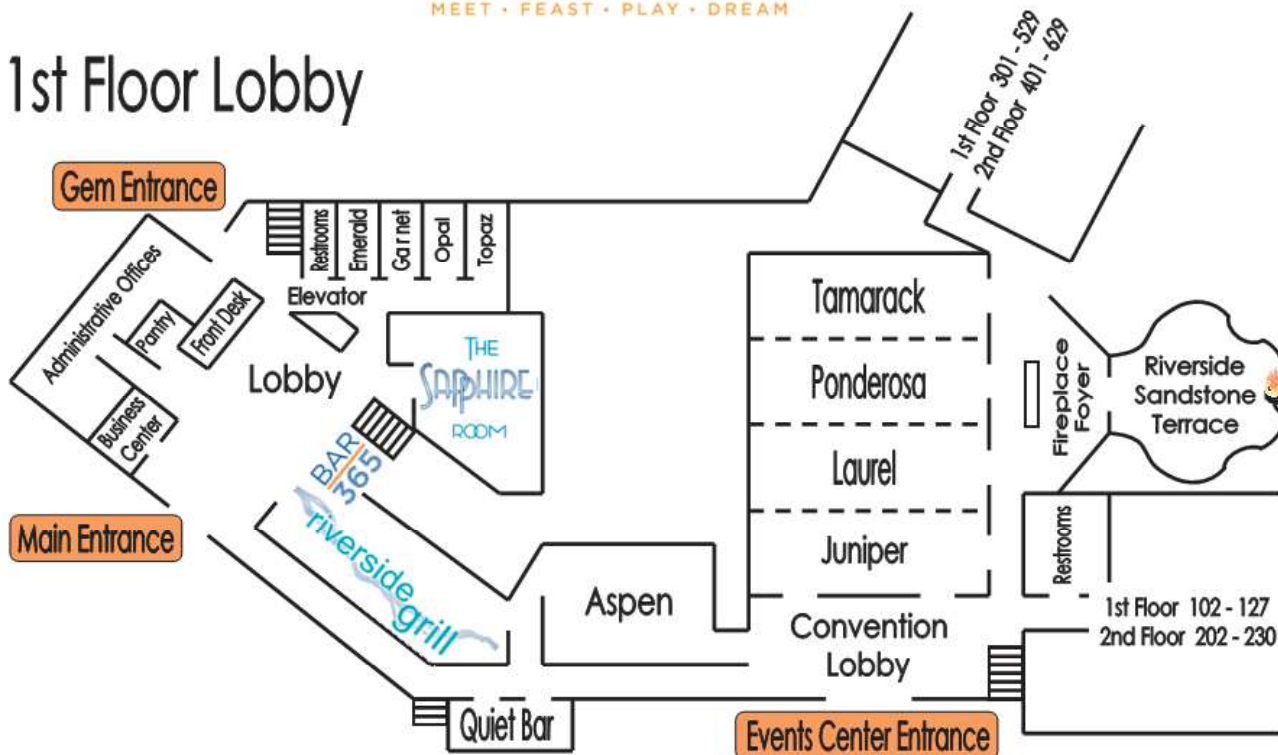 MEET • FEAST • PLAY • DREAM
1st Floor Lobby
1st Floor 301 - 529
2nd Floor 401 - 629
Gem Entrance
Restrooms
Emerald
Garnet
Opal
Topaz
Administrative Offices
Pantry
Front Desk
Elevator
Lobby
Business
Center
THE
SAPPHIRE
ROOM
BAR
365
riverside
grill
Main Entrance
Tamarack
Ponderosa
Laurel
Juniper
Fireplace
Foyer
Riverside
Sandstone
Terrace
Restrooms
Aspen
Convention
Lobby
1st Floor 102 - 127
2nd Floor 202 - 230
Quiet Bar
Events Center Entrance